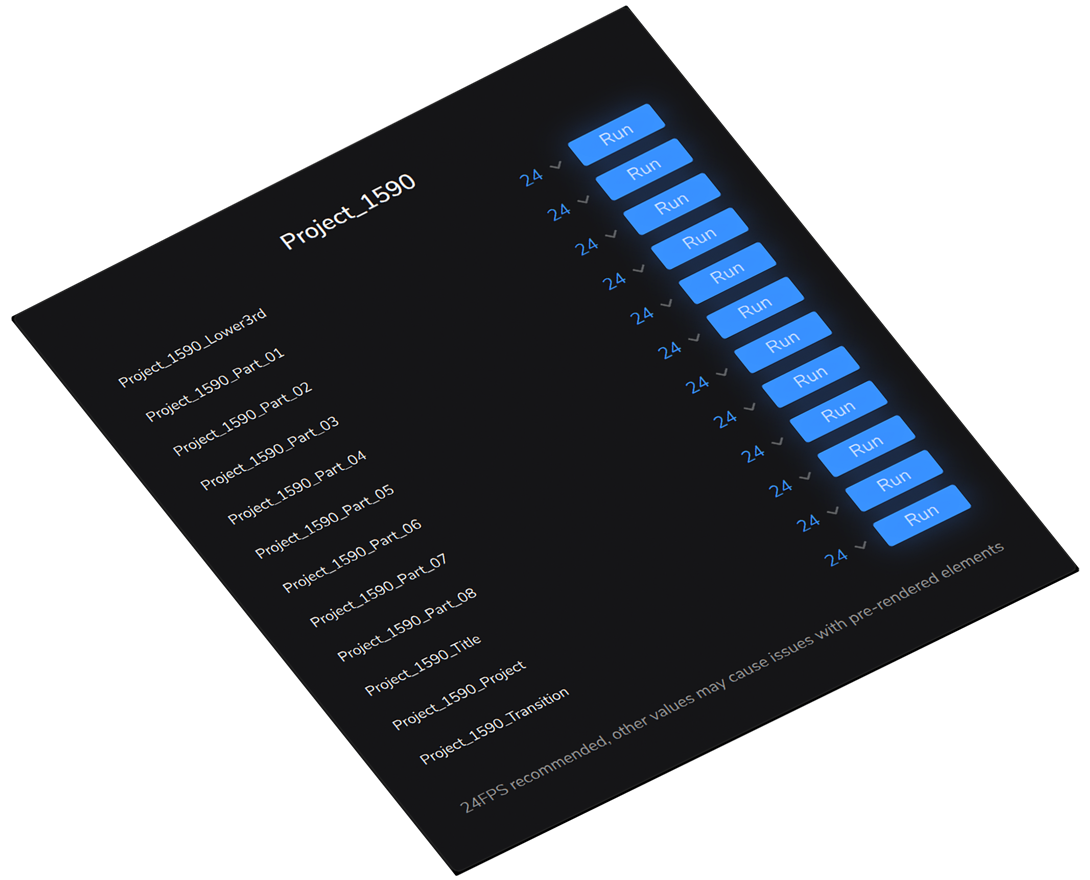 Project_1590
Project_1590_Lower3rd 24 Run
Project_1590_Part_01 24 Run
Project_1590_Part_02 24 Run
Project_1590_Part_03 24 Run
Project_1590_Part_04 24 Run
Project_1590_Part_05 24 Run
Project_1590_Part_06 24 Run
Project_1590_Part_07 24 Run
Project_1590_Part_08 24 Run
Project_1590_Title 24 Run
Project_1590_Project 24 Run
Project_1590_Transition 24 Run
24FPS recommended, other values may cause issues with pre-rendered elements